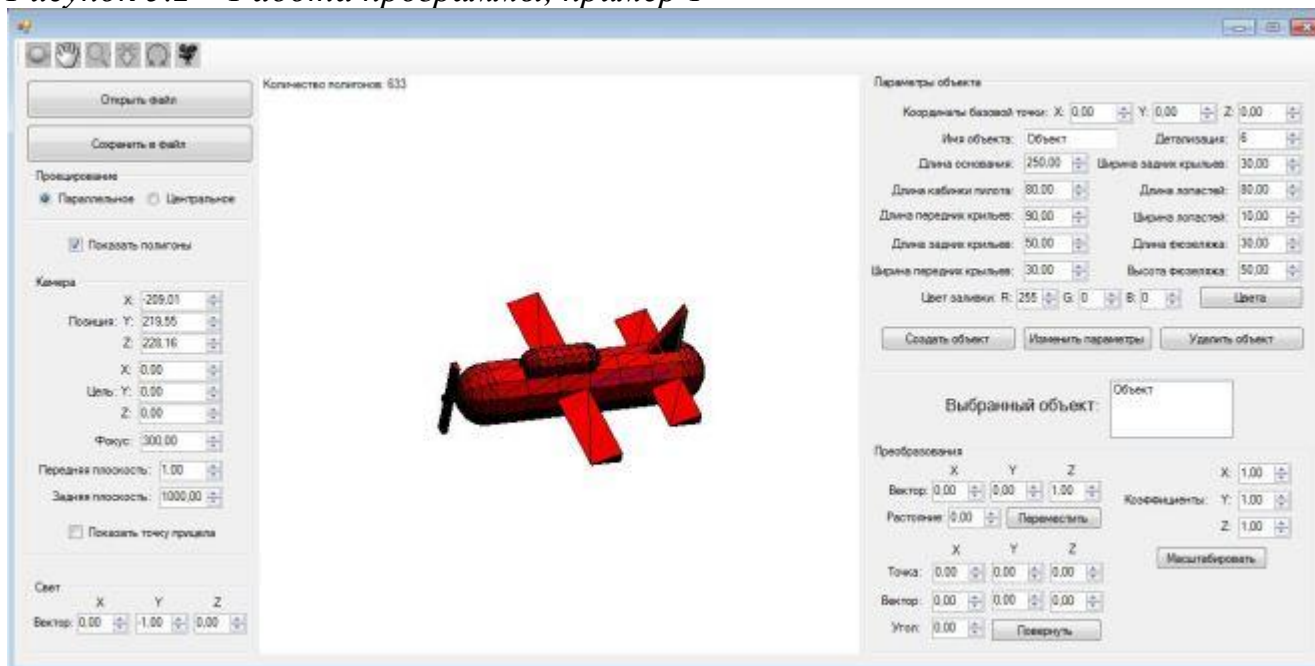 Рисунок
Работа программы, пример
Количество полигонов: 633
Открыть файл
Сохранить в файл
Проецирование
Параллельное Центральное
Показать полигоны
Камера
X: -209.01
Позиция: Y: 219.55
Z: 228.16
X: 0.00
Цель: Y: 0.00
Z: 0.00
Фокус: 300.00
Передняя плоскость: 1.00
Задняя плоскость: 1000,00
Показать точку прицела
Свет
X Y Z
Вектор: 0.00 -1.00 0.00
Параметры объекта
Координаты базовой точки: X: 0,00 Y: 0,00 Z: 0,00
Имя объекта: Объект Детализация: 6
Длина основания: 250.00 Ширина задних крыльев: 30.00
Длина кабинки пилота: 80.00 Длина лопастей: 80.00
Длина передних крыльев: 90,00 Ширина лопастей: 10,00
Длина задних крыльев: 50.00 Длина фюзеляжа: 30.00
Ширина передних крыльев: 30.00 Высота фюзеляжа: 50,00
Цвет заливки: R: 255 G: 0 B: 0 Цвета
Создать объект Изменить параметры Удалить объект
Выбранный объект: Объект
Преобразования
X Y Z
Вектор: 0.00 0,00 1.00
Растояние: 0.00 Переместить
Коэффициенты:
X: 1,00
Y: 1,00
Z: 1,00
Масштабировать
X Y Z
Точка: 0.00 0.00 0.00
Вектор: 0.00 0.00 0,00
Угол: 0.00 Повернуть